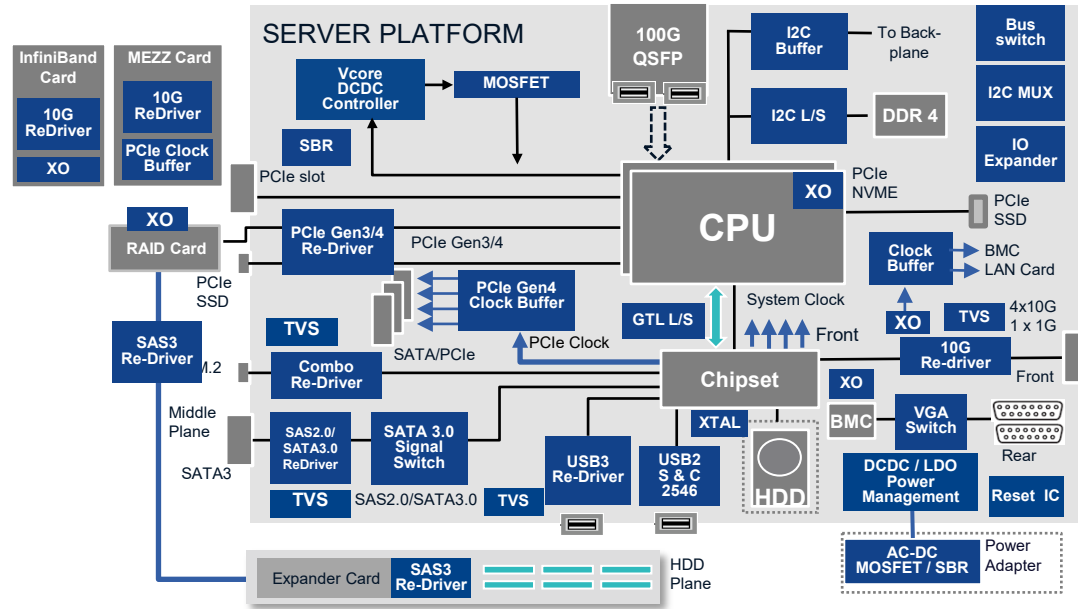 SERVER PLATFORM
InfiniBand
Card
10G
ReDriver
XO
MEZZ Card
10G
ReDriver
PCIe Clock
Buffer
Vcore
DCDC
Controller
MOSFET
SBR
100G
QSFP
I2C
Buffer
To Back-
plane
I2C L/S
DDR 4
Bus
switch
I2C MUX
IO
Expander
PCIe slot
CPU
XO
PCIe
NVME
PCIe
SSD
XO
RAID Card
PCIe Gen3/4
Re-Driver
PCIe Gen3/4
PCIe
SSD
PCIe Gen4
Clock Buffer
SATA/PCIe
PCIe Clock
GTL L/S
System Clock
Front
Clock
Buffer
BMC
LAN Card
XO
TVS
4x10G
1 x 1G
SAS3
Re-Driver
M.2
TVS
Combo
Re-Driver
Chipset
10G
Re-driver
Front
XO
Middle
Plane
SATA3
SAS2.0/
SATA3.0
ReDriver
SATA 3.0
Signal
Switch
TVS
SAS2.0/SATA3.0
TVS
USB3
Re-Driver
USB2
S & C
2546
XTAL
HDD
BMC
VGA
Switch
Rear
DCDC / LDO
Power
Management
Reset IC
AC-DC
MOSFET / SBR
Power
Adapter
Expander Card
SAS3
Re-Driver
HDD
Plane